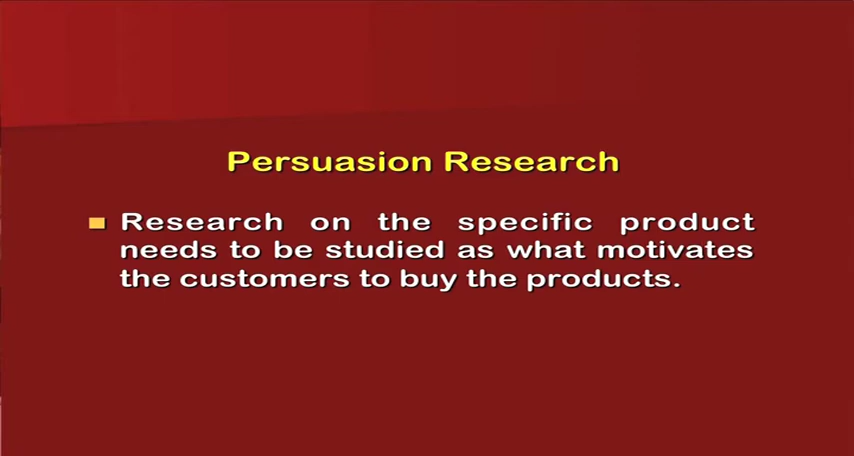 Persuasion Research
Research on the specific product
needs to be studied as what motivates
the customers to buy the products.